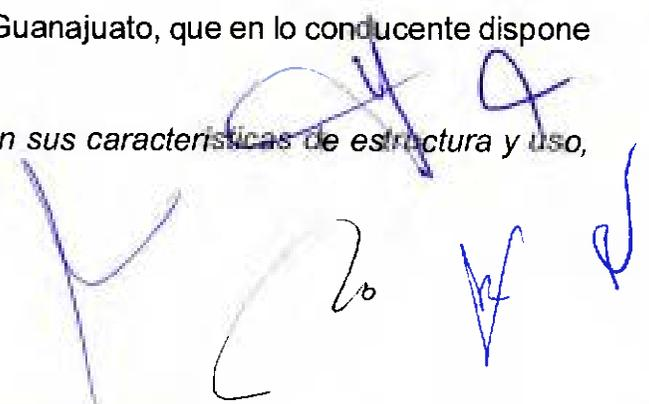 Guanajuato, que en lo conducente dispone
n sus características de estructura y uso,